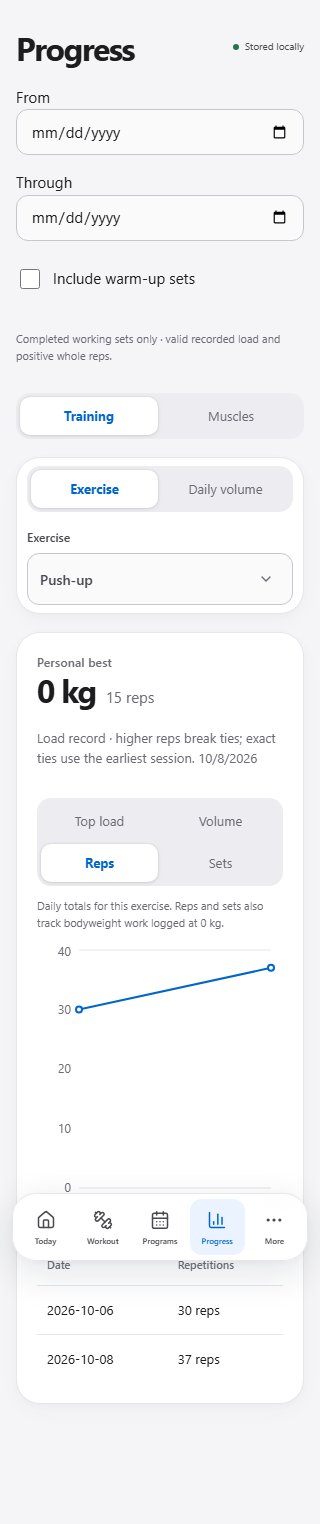 Progress
Stored locally
From
mm/dd/yyyy
Through
mm/dd/yyyy
Include warm-up sets
Completed working sets only · valid recorded load and
positive whole reps.
Training
Muscles
Exercise
Daily volume
Exercise
Push-up
Personal best
0 kg 15 reps
Load record · higher reps break ties; exact
ties use the earliest session. 10/8/2026
Top load
Volume
Reps
Sets
Daily totals for this exercise. Reps and sets also
track bodyweight work logged at 0 kg.
40
30
20
10
0
Today
Workout
Programs
Progress
More
Date
Repetitions
2026-10-06
30 reps
2026-10-08
37 reps